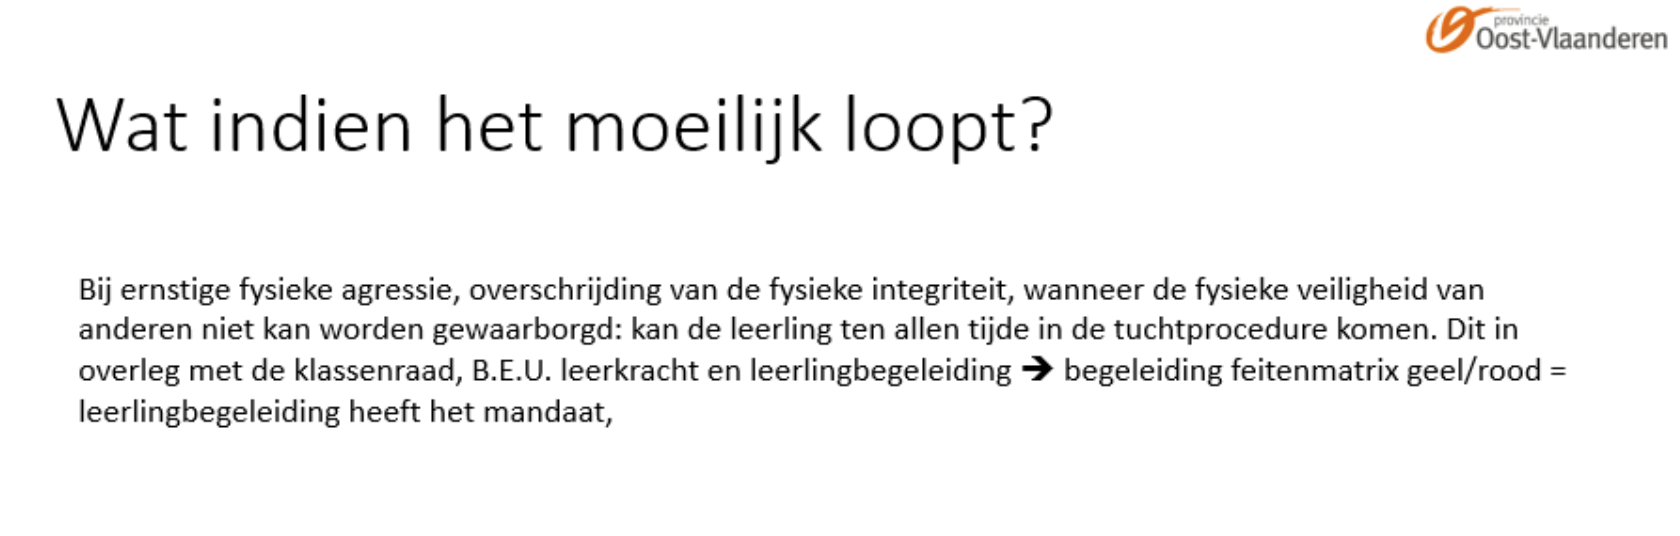 provincie
Oost-Vlaanderen
Wat indien het moeilijk loopt?
Bij ernstige fysieke agressie, overschrijding van de fysieke integriteit, wanneer de fysieke veiligheid van
anderen niet kan worden gewaarborgd: kan de leerling ten allen tijde in de tuchtprocedure komen. Dit in
overleg met de klassenraad, B.E.U. leerkracht en leerlingbegeleiding ➔ begeleiding feitenmatrix geel/rood =
leerlingbegeleiding heeft het mandaat,